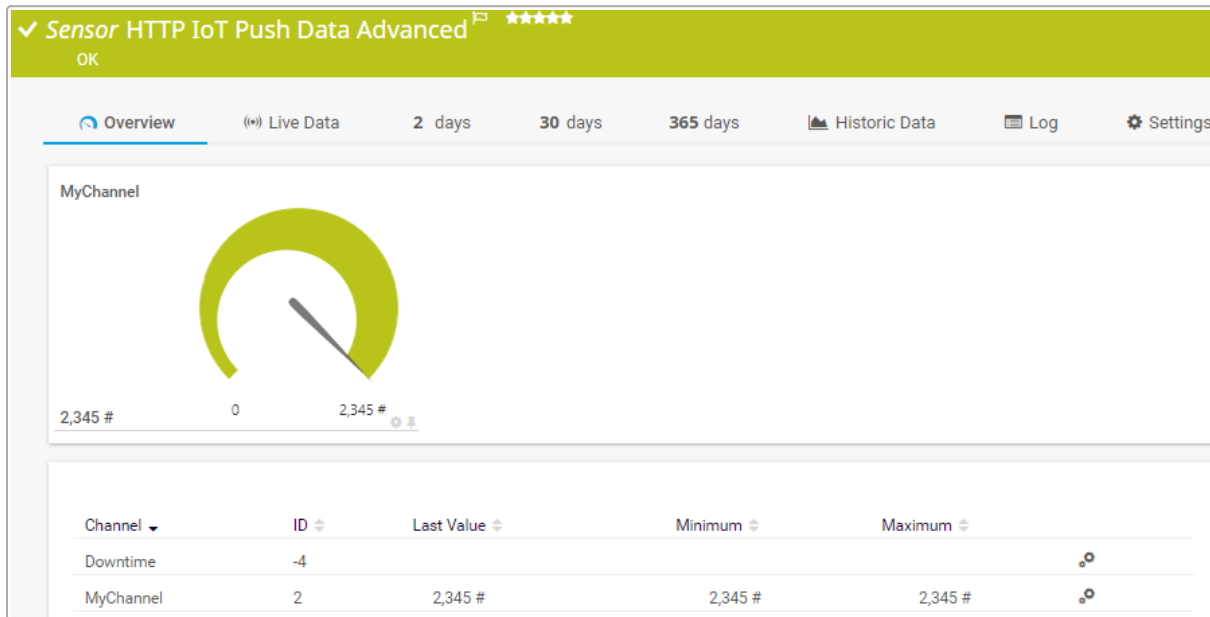 Sensor HTTP IoT Push Data Advanced
OK
Overview Live Data 2 days 30 days 365 days Historic Data Log Settings
MyChannel
2,345 # 0 2,345 #
Channel ID Last Value Minimum Maximum
Downtime -4
MyChannel 2 2,345 # 2,345 # 2,345 #